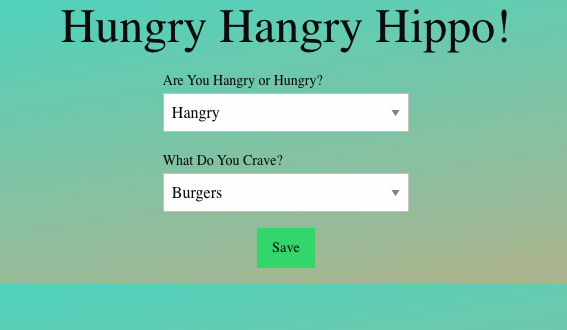 Hungry Hangry Hippo!
Are You Hangry or Hungry?
Hangry
What Do You Crave?
Burgers
Save